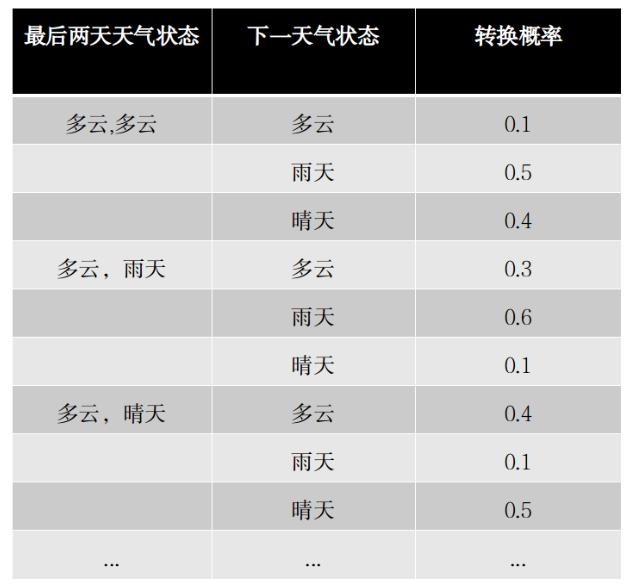 最后两天天气状态 下一天气状态 转换概率
多云,多云 多云 0.1
雨天 0.5
晴天 0.4
多云，雨天 多云 0.3
雨天 0.6
晴天 0.1
多云，晴天 多云 0.4
雨天 0.1
晴天 0.5
... ... ...